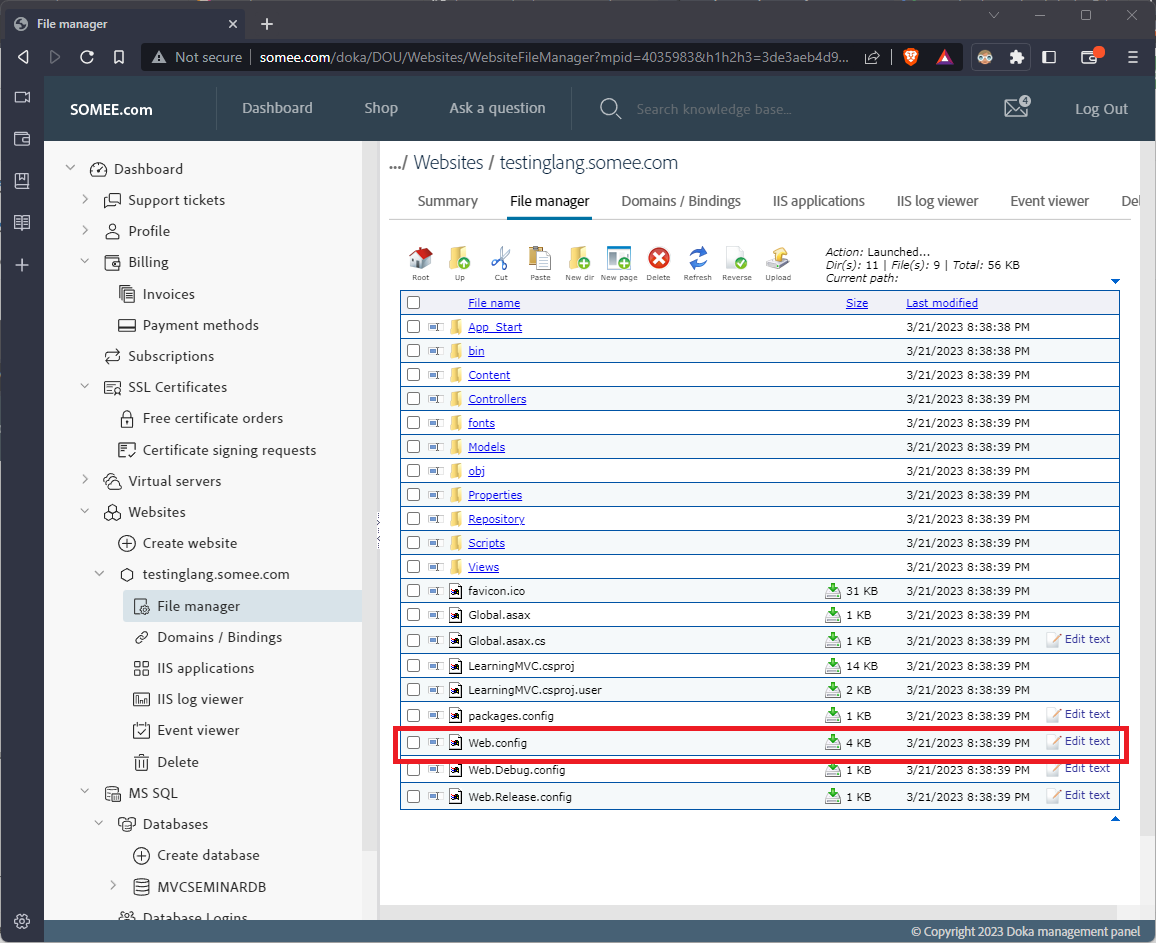 File manager
Not secure somee.com/doka/DOU/Websites/WebsiteFileManager?mpid=4035983&h1h2h3=3de3aeb4d9...
SOMEE.com Dashboard Shop Ask a question Search knowledge base... 4 Log Out
Dashboard
Support tickets
Profile
Billing
Invoices
Payment methods
Subscriptions
SSL Certificates
Free certificate orders
Certificate signing requests
Virtual servers
Websites
Create website
testinglang.somee.com
File manager
Domains / Bindings
IIS applications
IIS log viewer
Event viewer
Delete
MS SQL
Databases
Create database
MVCSEMINARDB
Database Logins
.../ Websites / testinglang.somee.com
Summary File manager Domains / Bindings IIS applications IIS log viewer Event viewer Del
Root Up Cut Paste New dir New page Delete Refresh Reverse Upload
Action: Launched...
Dir(s): 11 | File(s): 9 | Total: 56 KB
Current path:
File name Size Last modified
App_Start 3/21/2023 8:38:38 PM
bin 3/21/2023 8:38:38 PM
Content 3/21/2023 8:38:39 PM
Controllers 3/21/2023 8:38:39 PM
fonts 3/21/2023 8:38:39 PM
Models 3/21/2023 8:38:39 PM
obj 3/21/2023 8:38:39 PM
Properties 3/21/2023 8:38:39 PM
Repository 3/21/2023 8:38:39 PM
Scripts 3/21/2023 8:38:39 PM
Views 3/21/2023 8:38:39 PM
favicon.ico 31 KB 3/21/2023 8:38:39 PM
Global.asax 1 KB 3/21/2023 8:38:39 PM
Global.asax.cs 1 KB 3/21/2023 8:38:39 PM Edit text
LearningMVC.csproj 14 KB 3/21/2023 8:38:39 PM
LearningMVC.csproj.user 2 KB 3/21/2023 8:38:39 PM
packages.config 1 KB 3/21/2023 8:38:39 PM Edit text
Web.config 4 KB 3/21/2023 8:38:39 PM Edit text
Web.Debug.config 1 KB 3/21/2023 8:38:39 PM Edit text
Web.Release.config 1 KB 3/21/2023 8:38:39 PM Edit text
© Copyright 2023 Doka management panel